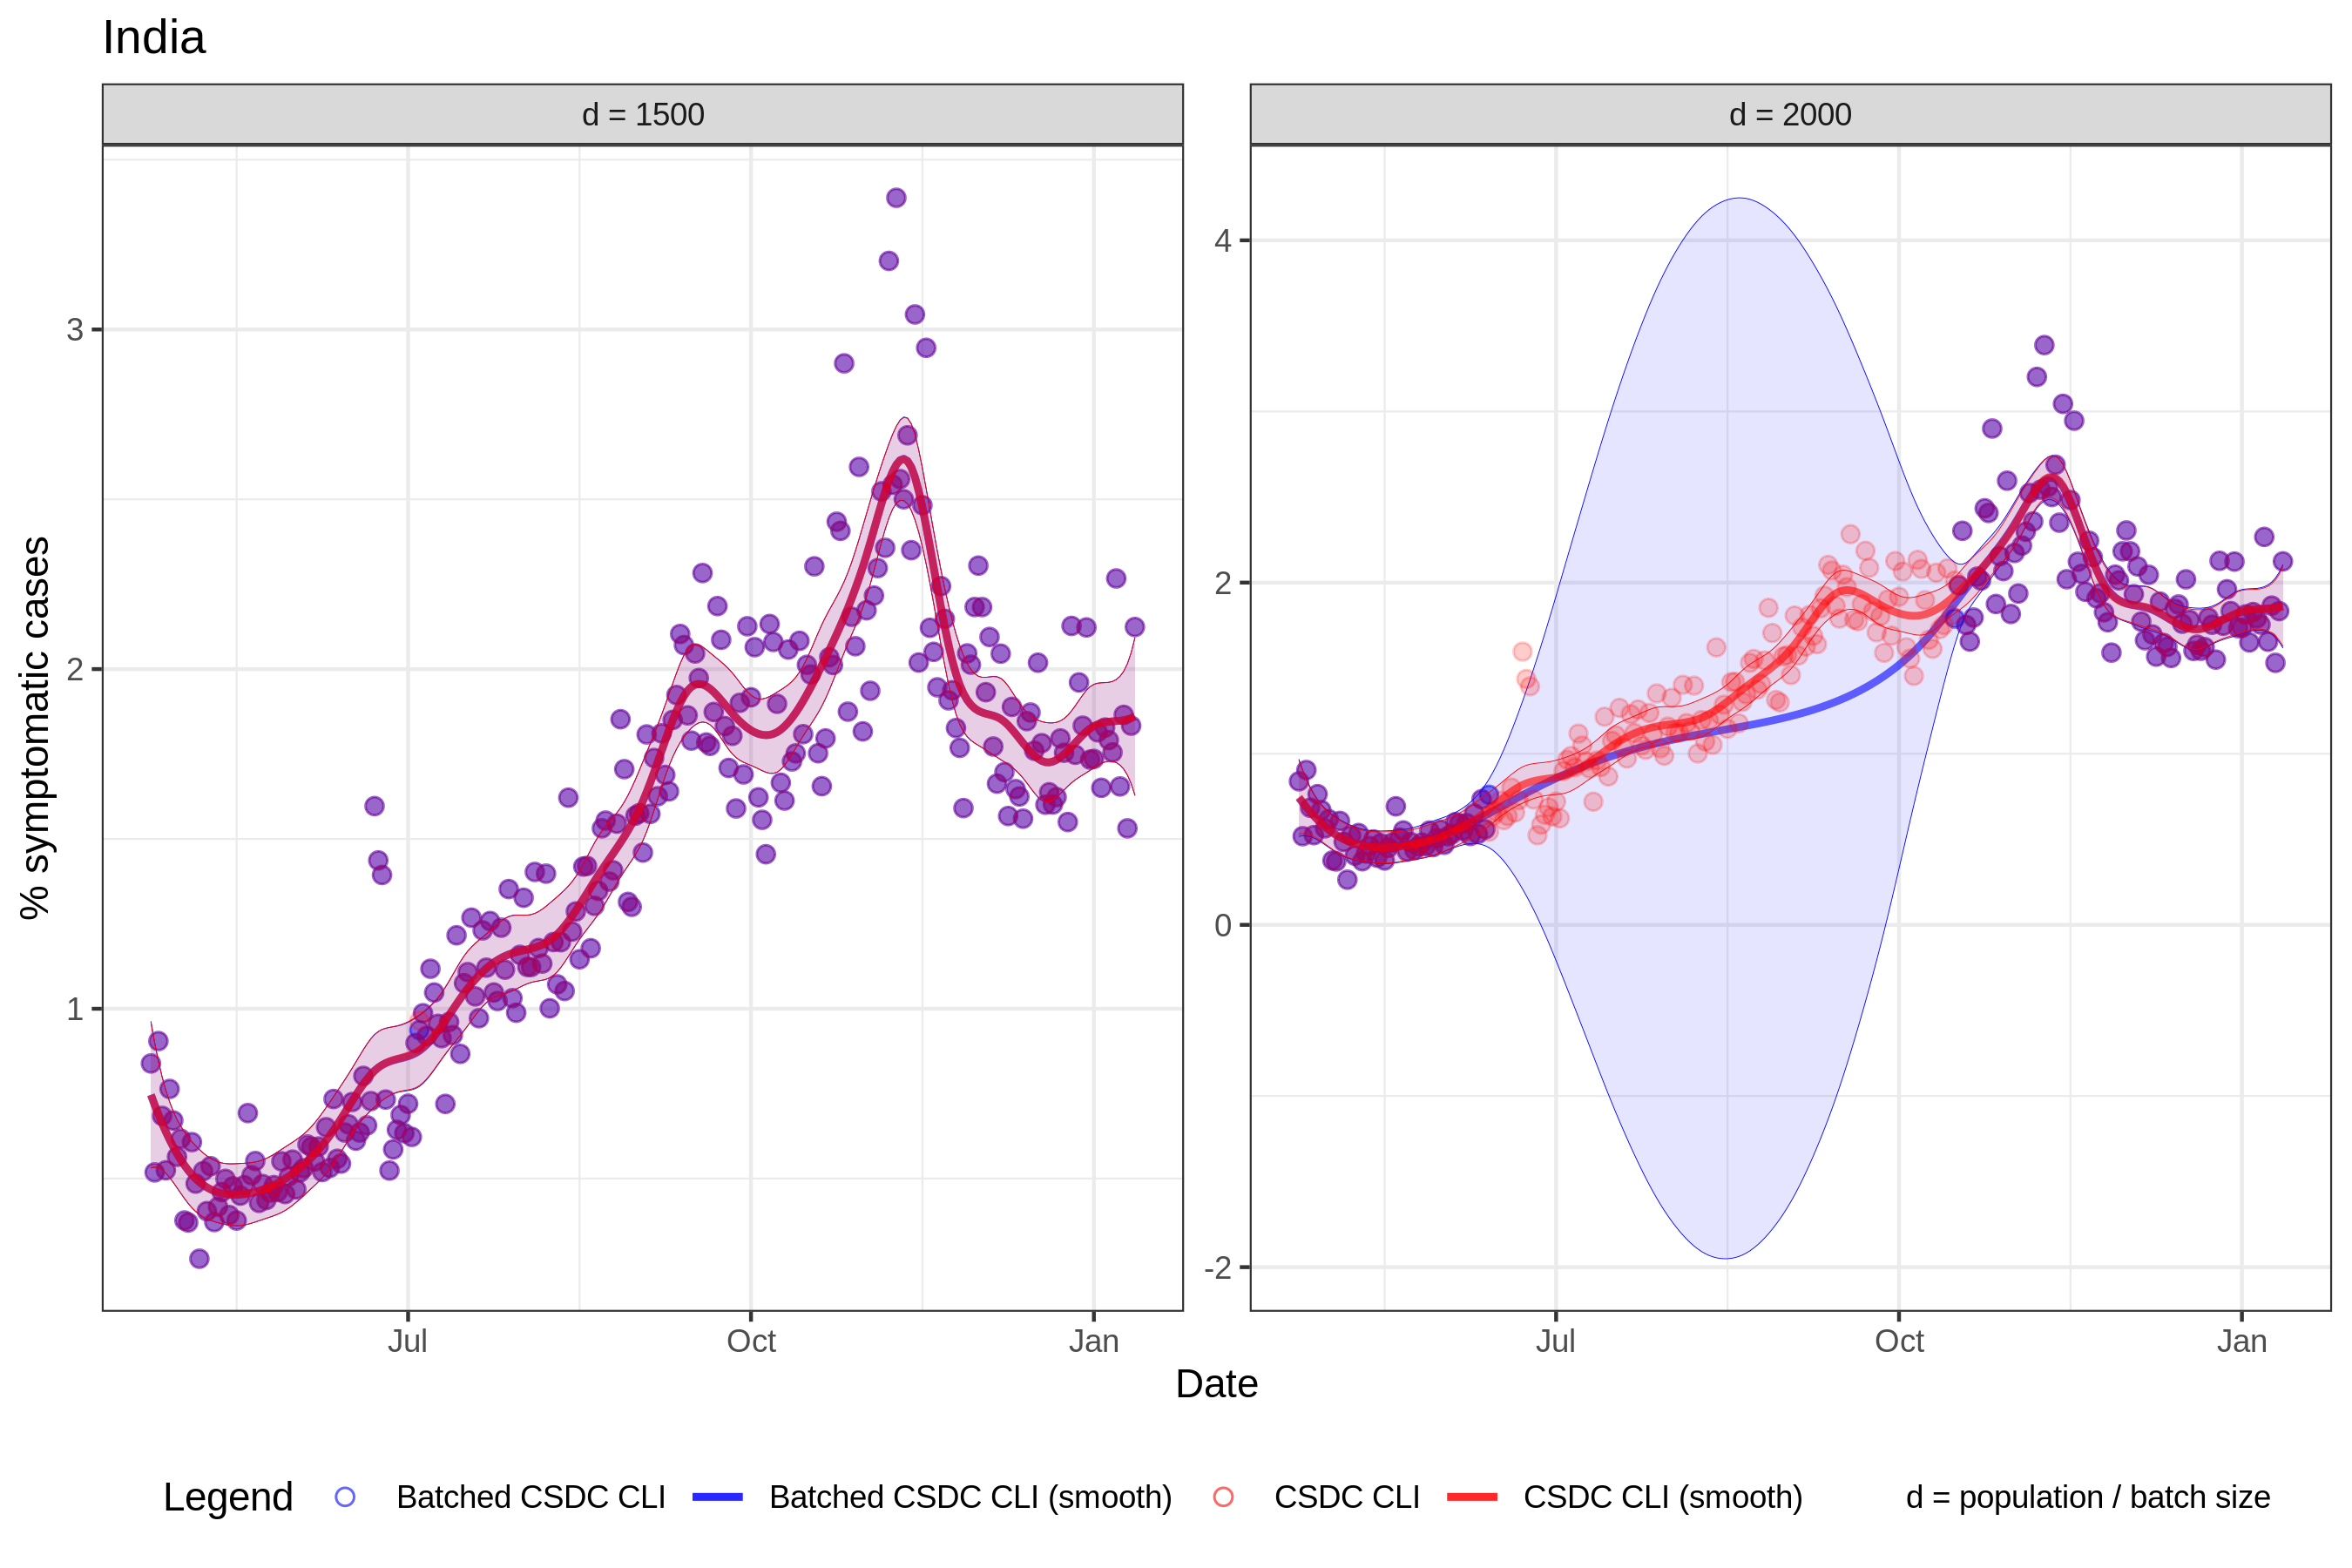 India
d = 1500
d = 2000
% symptomatic cases
3
2
1
4
2
0
-2
Jul
Oct
Jan
Jul
Oct
Jan
Date
Legend
Batched CSDC CLI
Batched CSDC CLI (smooth)
CSDC CLI
CSDC CLI (smooth)
d = population / batch size